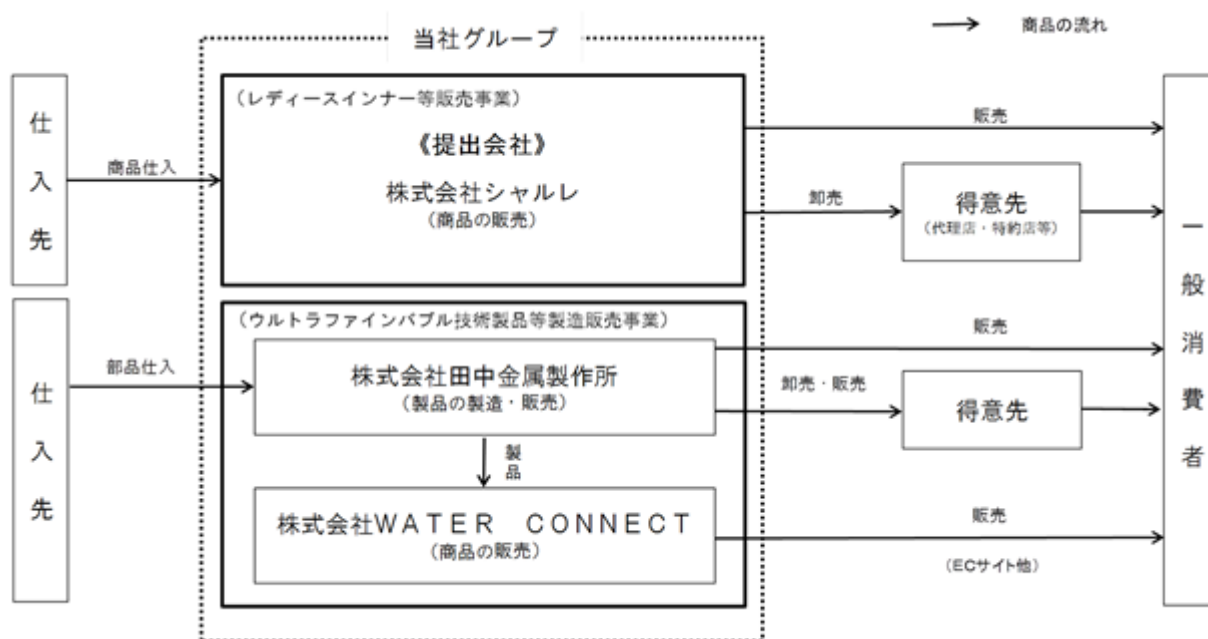 当社グループ
商品の流れ
仕入先
商品仕入
(レディースインナー等販売事業)
《提出会社》
株式会社シャルレ
(商品の販売)
販売
卸売
得意先
(代理店・特約店等)
一般消費者
仕入先
部品仕入
(ウルトラファインバブル技術製品等製造販売事業)
株式会社田中金属製作所
(製品の製造・販売)
販売
卸売・販売
得意先
製品
株式会社WATER CONNECT
(商品の販売)
販売
(ECサイト他)